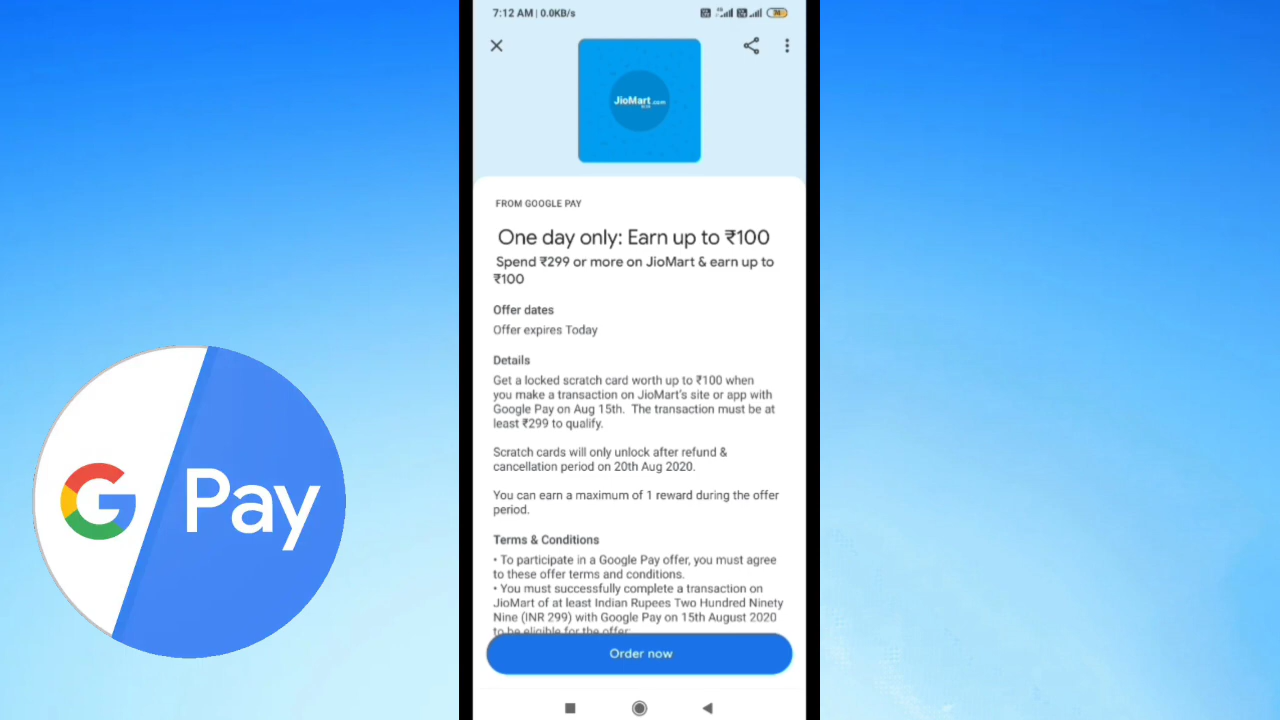 7:12 AM | 0.0KB/s
74
JioMart.com
FROM GOOGLE PAY
One day only: Earn up to ₹100
Spend ₹299 or more on JioMart & earn up to
₹100
Offer dates
Offer expires Today
Details
Get a locked scratch card worth up to ₹100 when
you make a transaction on JioMart's site or app with
Google Pay on Aug 15th. The transaction must be at
least ₹299 to qualify.
Scratch cards will only unlock after refund &
cancellation period on 20th Aug 2020.
You can earn a maximum of 1 reward during the offer
period.
Terms & Conditions
• To participate in a Google Pay offer, you must agree
to these offer terms and conditions.
• You must successfully complete a transaction on
JioMart of at least Indian Rupees Two Hundred Ninety
Nine (INR 299) with Google Pay on 15th August 2020
to be eligible for the offer;
Order now
G Pay